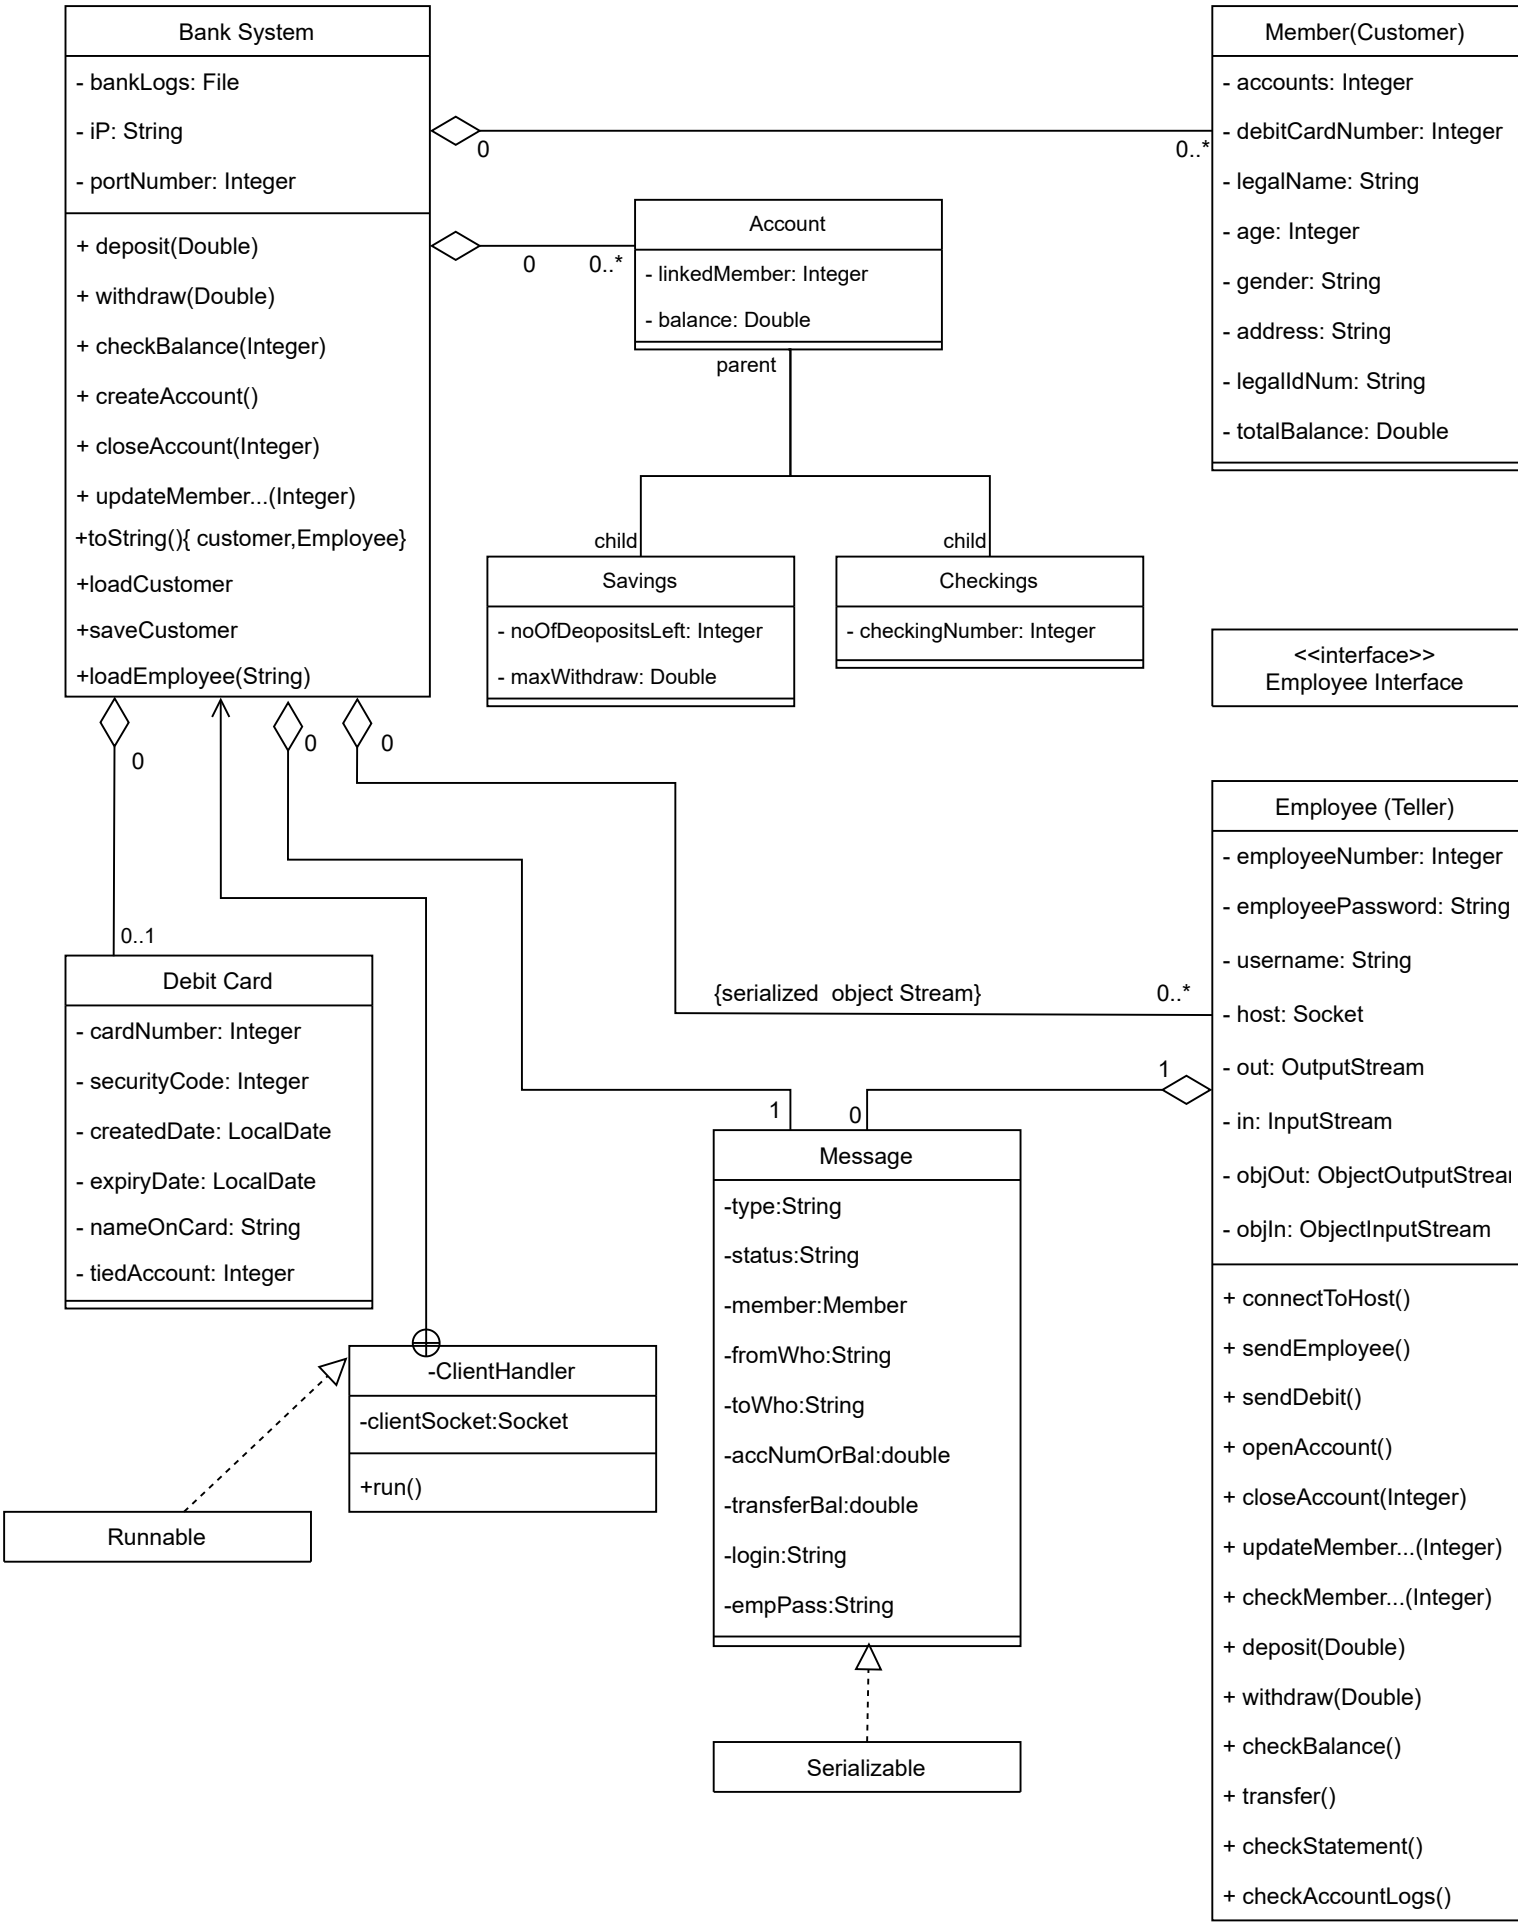 Bank System
- bankLogs: File
- iP: String
- portNumber: Integer
+ deposit(Double)
+ withdraw(Double)
+ checkBalance(Integer)
+ createAccount()
+ closeAccount(Integer)
+ updateMember...(Integer)
+toString(){ customer,Employee}
+loadCustomer
+saveCustomer
+loadEmployee(String)
0
0..*
0
0..*
Account
- linkedMember: Integer
- balance: Double
parent
child
child
Savings
- noOfDeopositsLeft: Integer
- maxWithdraw: Double
Checkings
- checkingNumber: Integer
Member(Customer)
- accounts: Integer
- debitCardNumber: Integer
- legalName: String
- age: Integer
- gender: String
- address: String
- legalIdNum: String
- totalBalance: Double
<<interface>>
Employee Interface
0
0
0
0..1
Debit Card
- cardNumber: Integer
- securityCode: Integer
- createdDate: LocalDate
- expiryDate: LocalDate
- nameOnCard: String
- tiedAccount: Integer
{serialized  object Stream}
0..*
1
1
0
Employee (Teller)
- employeeNumber: Integer
- employeePassword: String
- username: String
- host: Socket
- out: OutputStream
- in: InputStream
- objOut: ObjectOutputStrea
- objIn: ObjectInputStream
+ connectToHost()
+ sendEmployee()
+ sendDebit()
+ openAccount()
+ closeAccount(Integer)
+ updateMember...(Integer)
+ checkMember...(Integer)
+ deposit(Double)
+ withdraw(Double)
+ checkBalance()
+ transfer()
+ checkStatement()
+ checkAccountLogs()
Message
-type:String
-status:String
-member:Member
-fromWho:String
-toWho:String
-accNumOrBal:double
-transferBal:double
-login:String
-empPass:String
-ClientHandler
-clientSocket:Socket
+run()
Runnable
Serializable